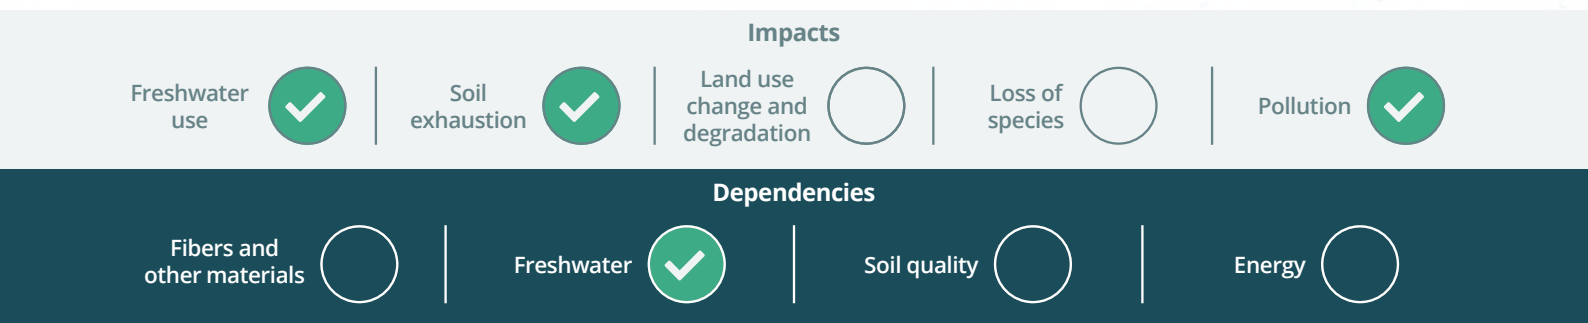 Impacts
Freshwater
use
Soil
exhaustion
Land use
change and
degradation
Loss of
species
Pollution
Dependencies
Fibers and
other materials
Freshwater
Soil quality
Energy